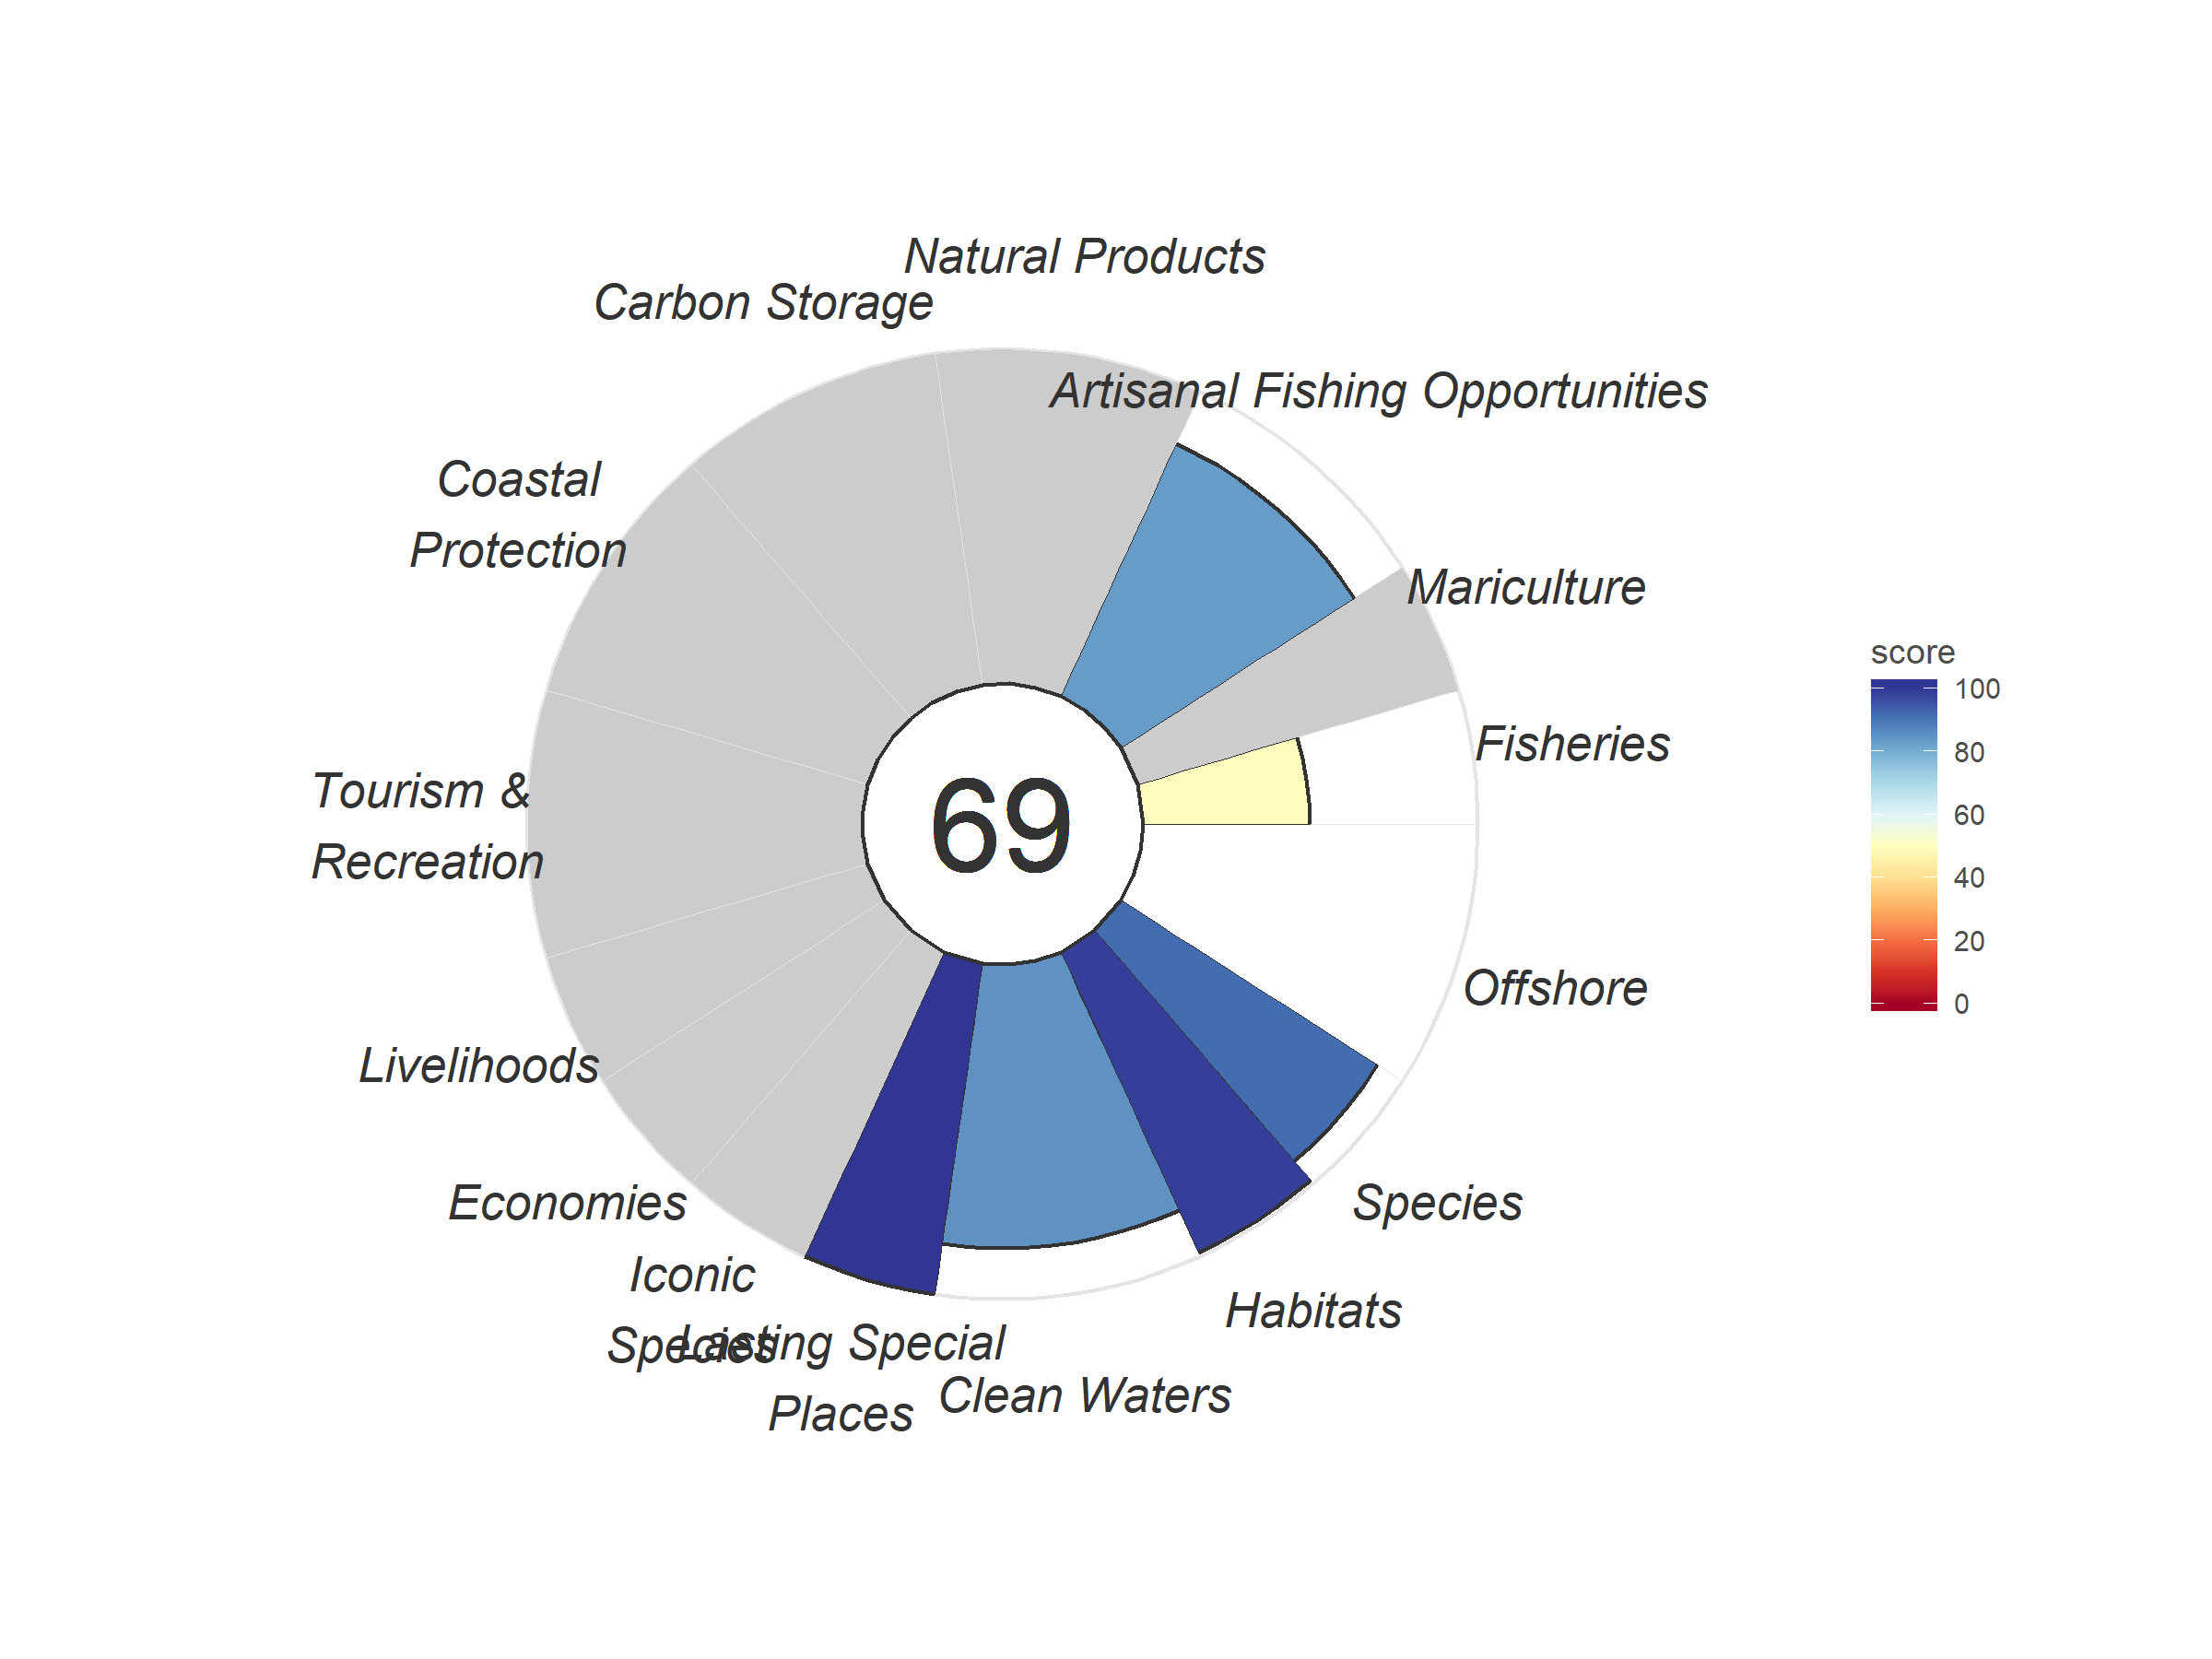 Natural Products
Carbon Storage
Artisanal Fishing Opportunities
Coastal
Protection
Mariculture
Fisheries
Tourism &
Recreation
69
Offshore
Livelihoods
Economies
Species
Iconic
Species
Habitats
Lasting Special
Places
Clean Waters
score
100
80
60
40
20
0